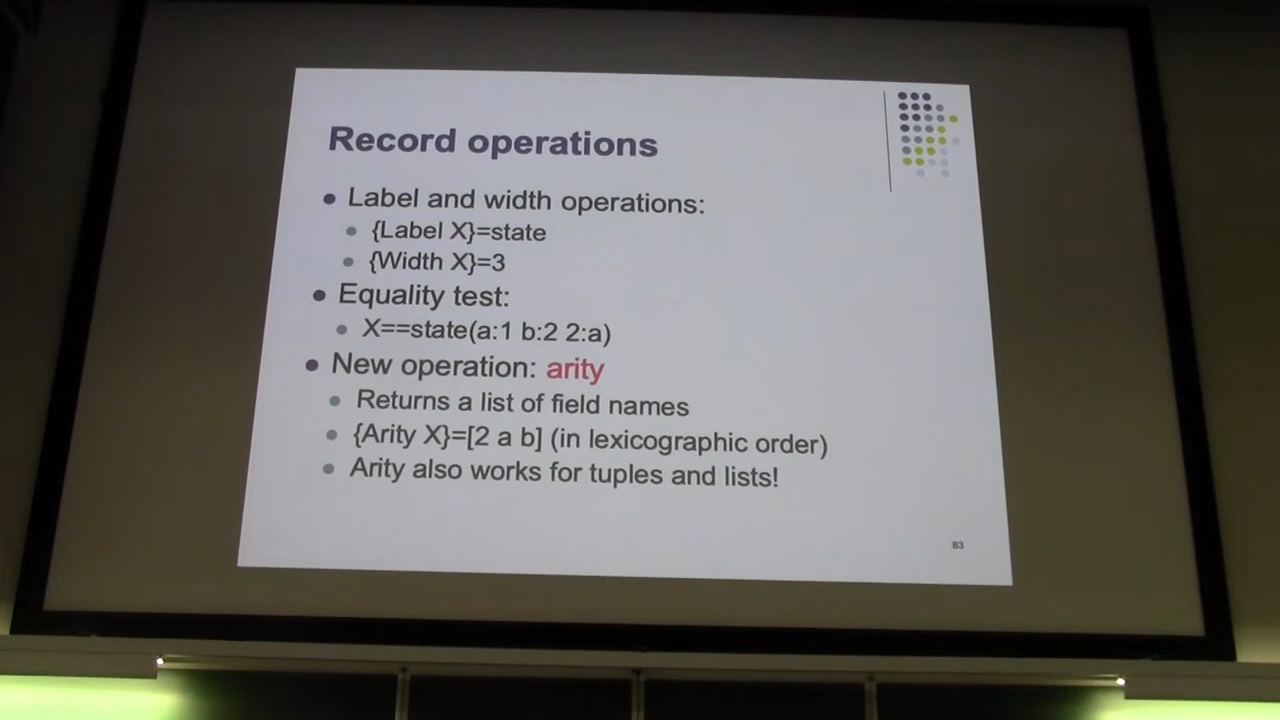 Record operations
Label and width operations:
{Label X}=state
{Width X}=3
Equality test:
X==state(a:1 b:2 2:a)
New operation: arity
Returns a list of field names
{Arity X}=[2 a b] (in lexicographic order)
Arity also works for tuples and lists!
83